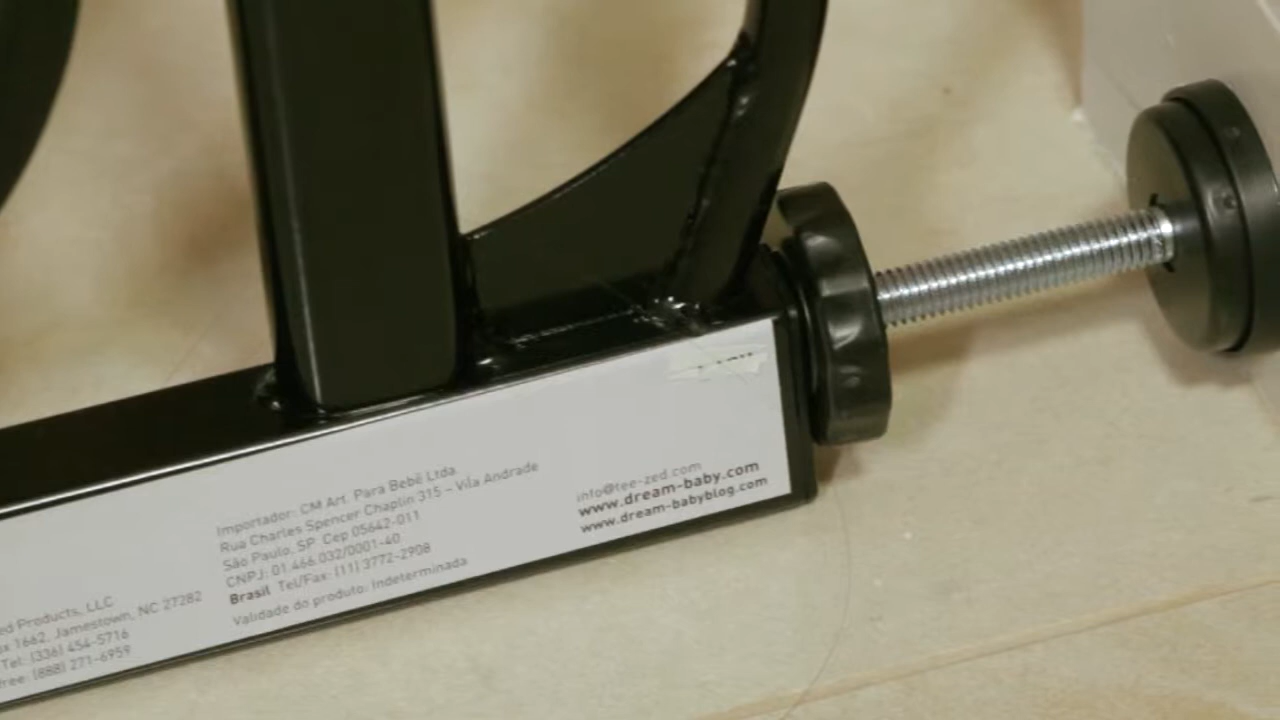 ed Products, LLC
ox 1662, Jamestown, NC 27282
Tel: (336) 454-5716
free: (888) 271-6959
Importador: CM Art. Para Bebê Ltda.
Rua Charles Spencer Chaplin 315 – Vila Andrade
São Paulo, SP Cep 05642-011
CNPJ: 01.466.032/0001-40
Brasil Tel/Fax: (11) 3772-2908
Validade do produto: Indeterminada
info@tee-zed.com
www.dream-baby.com
www.dream-babyblog.com